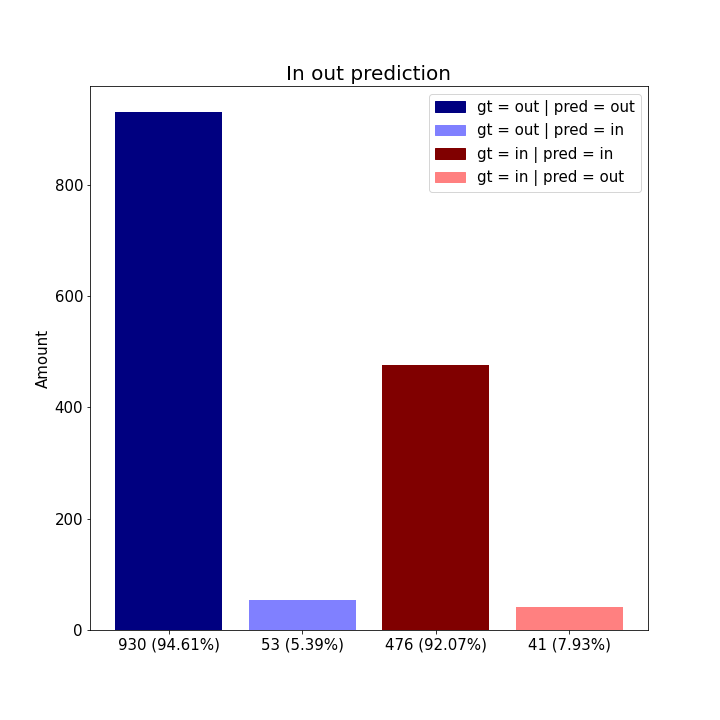 In out prediction
gt = out | pred = out
gt = out | pred = in
gt = in | pred = in
gt = in | pred = out
Amount
800
600
400
200
0
930 (94.61%) 53 (5.39%) 476 (92.07%) 41 (7.93%)